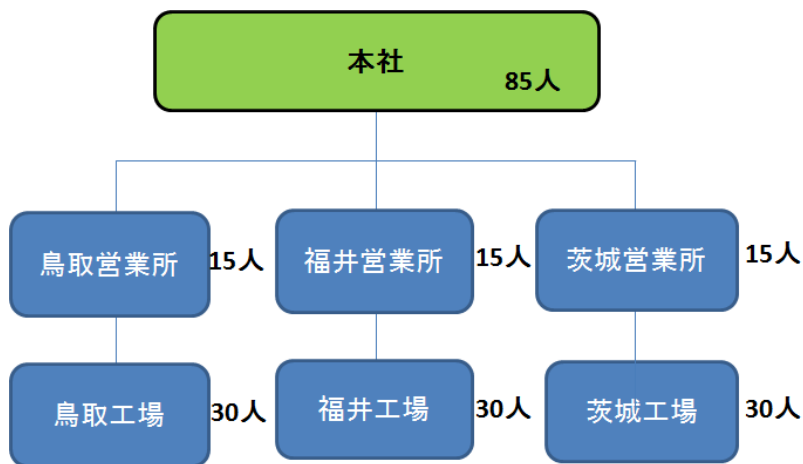 本社
85人
鳥取営業所
15人
福井営業所
15人
茨城営業所
15人
鳥取工場
30人
福井工場
30人
茨城工場
30人